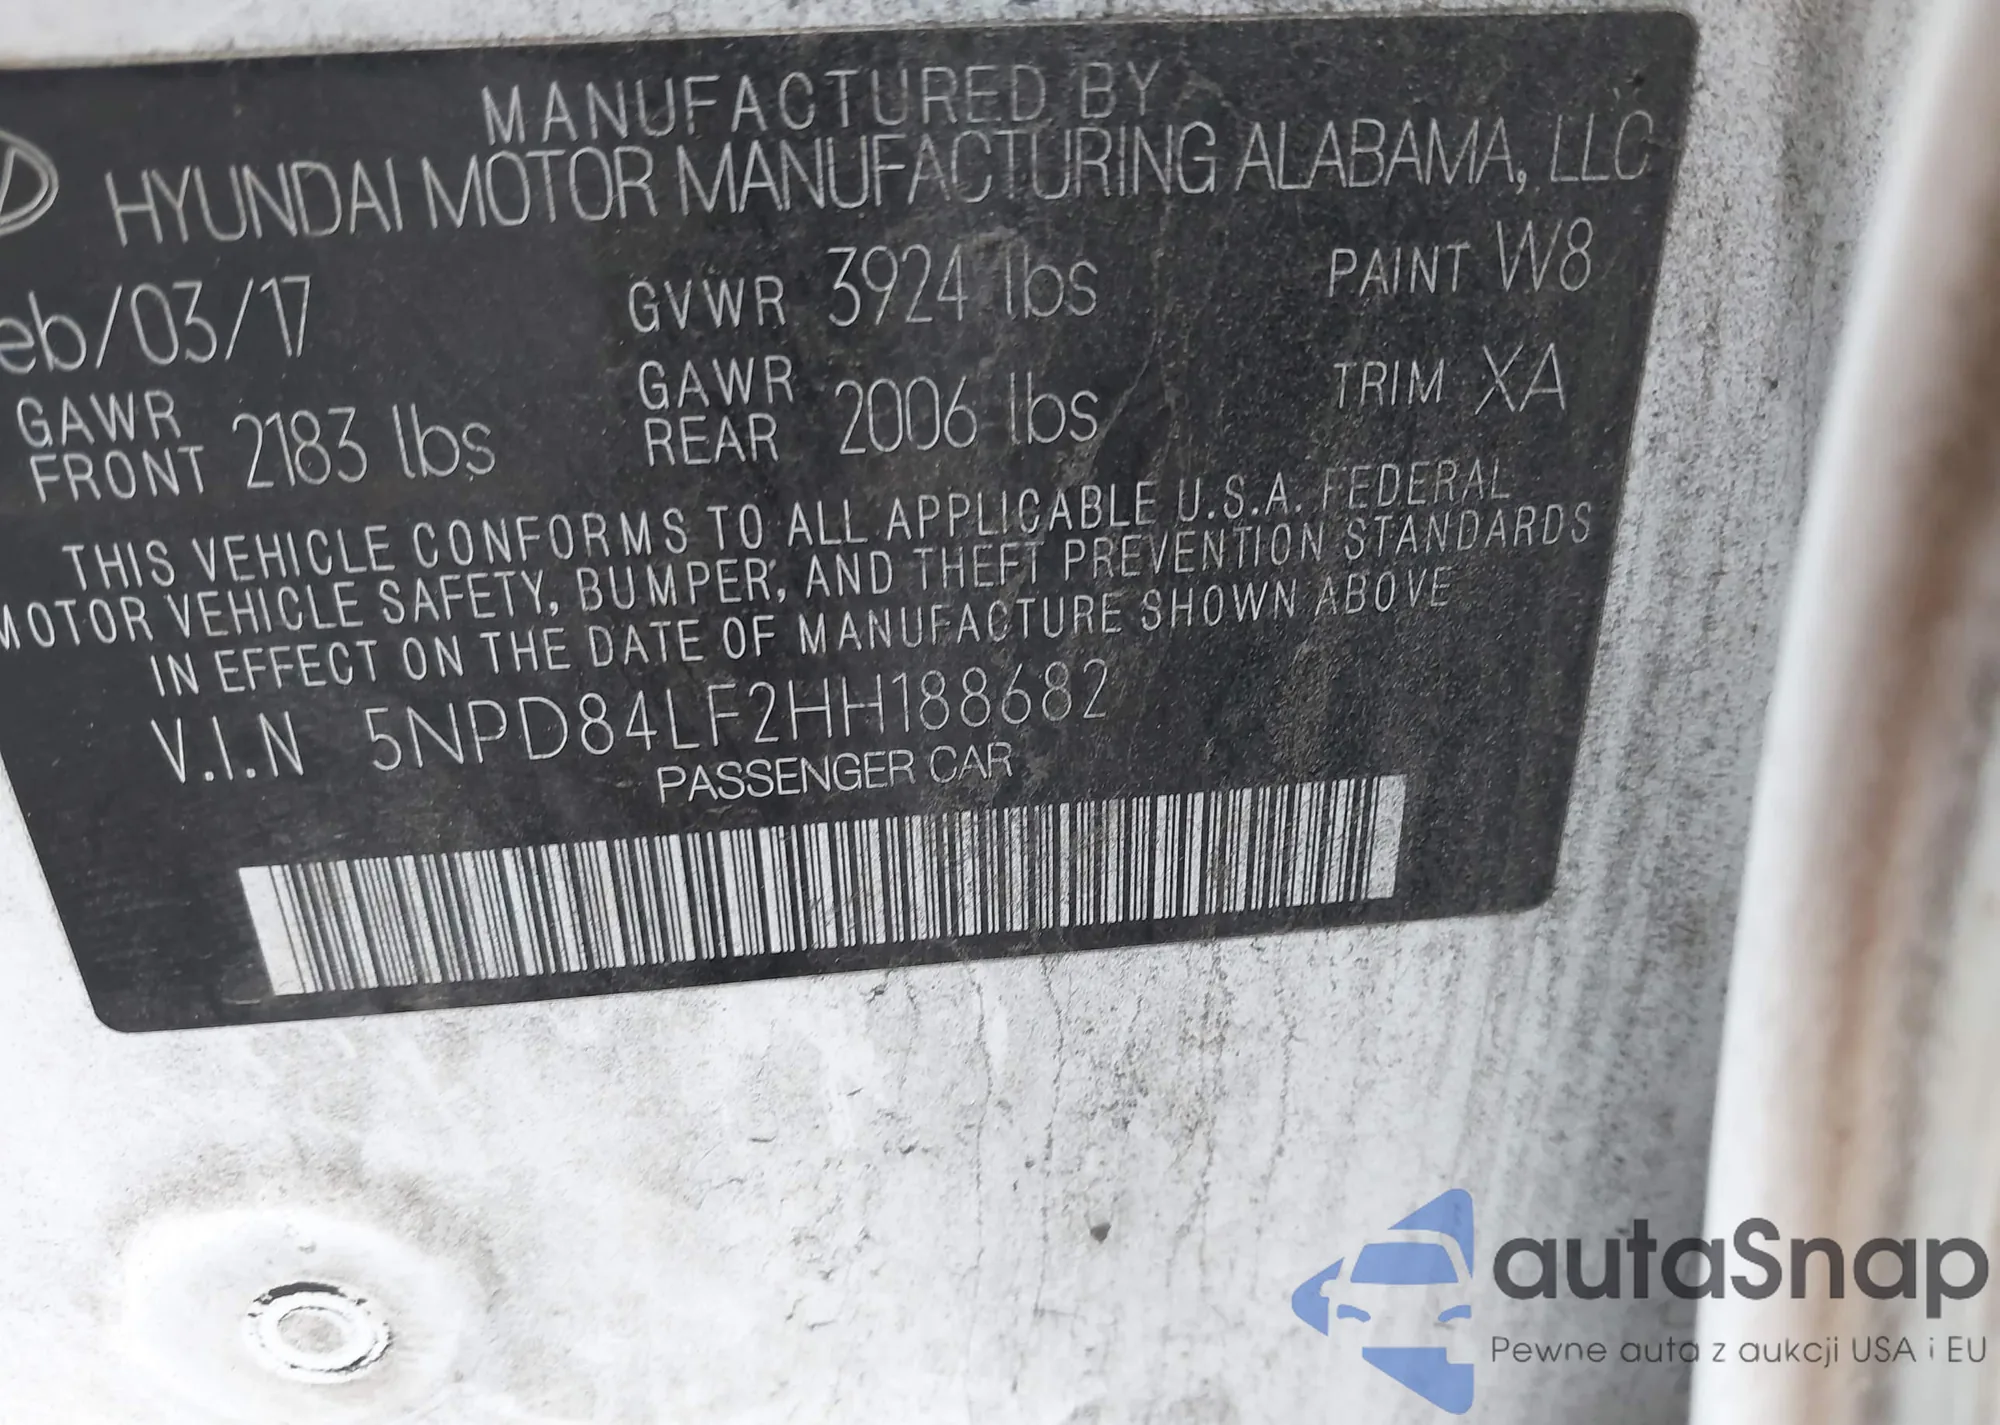 MANUFACTURED BY
HYUNDAI MOTOR MANUFACTURING ALABAMA, LLC
eb/03/17 GVWR 3924 lbs PAINT W8
GAWR FRONT 2183 lbs GAWR REAR 2006 lbs TRIM XA
THIS VEHICLE CONFORMS TO ALL APPLICABLE U.S.A. FEDERAL
MOTOR VEHICLE SAFETY, BUMPER, AND THEFT PREVENTION STANDARDS
IN EFFECT ON THE DATE OF MANUFACTURE SHOWN ABOVE
V.I.N 5NPD84LF2HH188682
PASSENGER CAR
autaSnap
Pewne auta z aukcji USA i EU